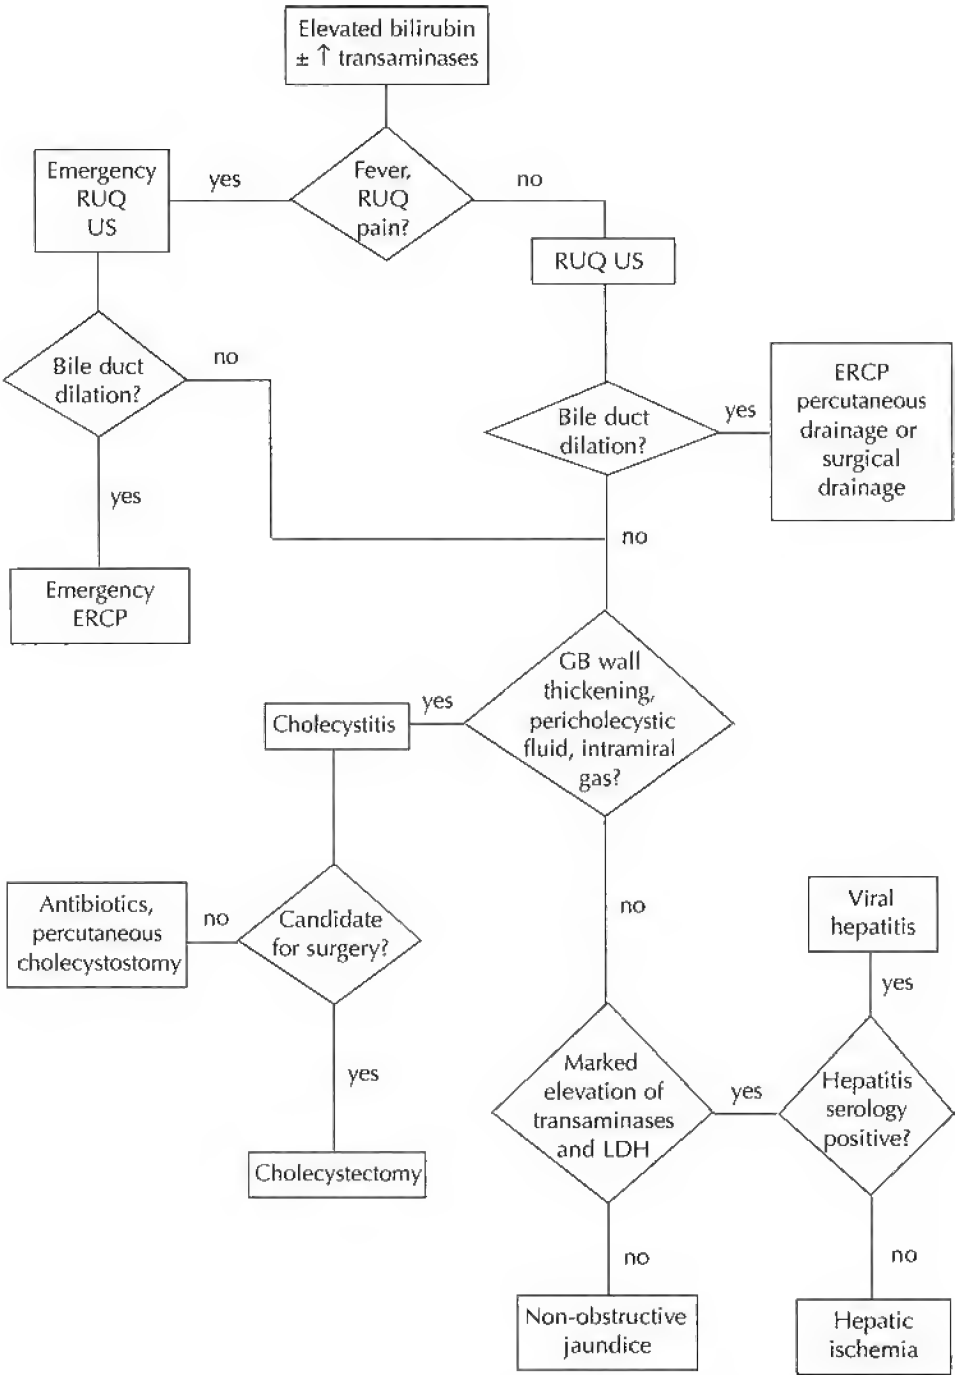 Elevated bilirubin
± ↑ transaminases
Fever,
RUQ
pain?
yes
no
Emergency
RUQ
US
RUQ US
Bile duct
dilation?
no
yes
Emergency
ERCP
Bile duct
dilation?
yes
ERCP
percutaneous
drainage or
surgical
drainage
no
GB wall
thickening,
pericholecystic
fluid, intramiral
gas?
yes
Cholecystitis
Candidate
for surgery?
no
Antibiotics,
percutaneous
cholecystostomy
yes
Cholecystectomy
no
Marked
elevation of
transaminases
and LDH
yes
Hepatitis
serology
positive?
yes
Viral
hepatitis
no
Hepatic
ischemia
no
Non-obstructive
jaundice